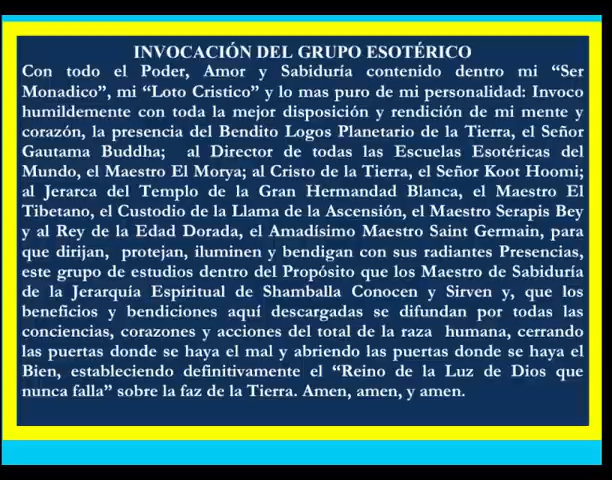 INVOCACIÓN DEL GRUPO ESOTÉRICO
Con todo el Poder, Amor y Sabiduría contenido dentro mi “Ser
Monadico”, mi “Loto Cristico” y lo mas puro de mi personalidad: Invoco
humildemente con toda la mejor disposición y rendición de mi mente y
corazón, la presencia del Bendito Logos Planetario de la Tierra, el Señor
Gautama Buddha; al Director de todas las Escuelas Esotéricas del
Mundo, el Maestro El Morya; al Cristo de la Tierra, el Señor Koot Hoomi;
al Jerarca del Templo de la Gran Hermandad Blanca, el Maestro El
Tibetano, el Custodio de la Llama de la Ascensión, el Maestro Serapis Bey
y al Rey de la Edad Dorada, el Amadísimo Maestro Saint Germain, para
que dirijan, protejan, iluminen y bendigan con sus radiantes Presencias,
este grupo de estudios dentro del Propósito que los Maestro de Sabiduría
de la Jerarquía Espiritual de Shamballa Conocen y Sirven y, que los
beneficios y bendiciones aquí descargadas se difundan por todas las
conciencias, corazones y acciones del total de la raza humana, cerrando
las puertas donde se haya el mal y abriendo las puertas donde se haya el
Bien, estableciendo definitivamente el “Reino de la Luz de Dios que
nunca falla” sobre la faz de la Tierra. Amen, amen, y amen.